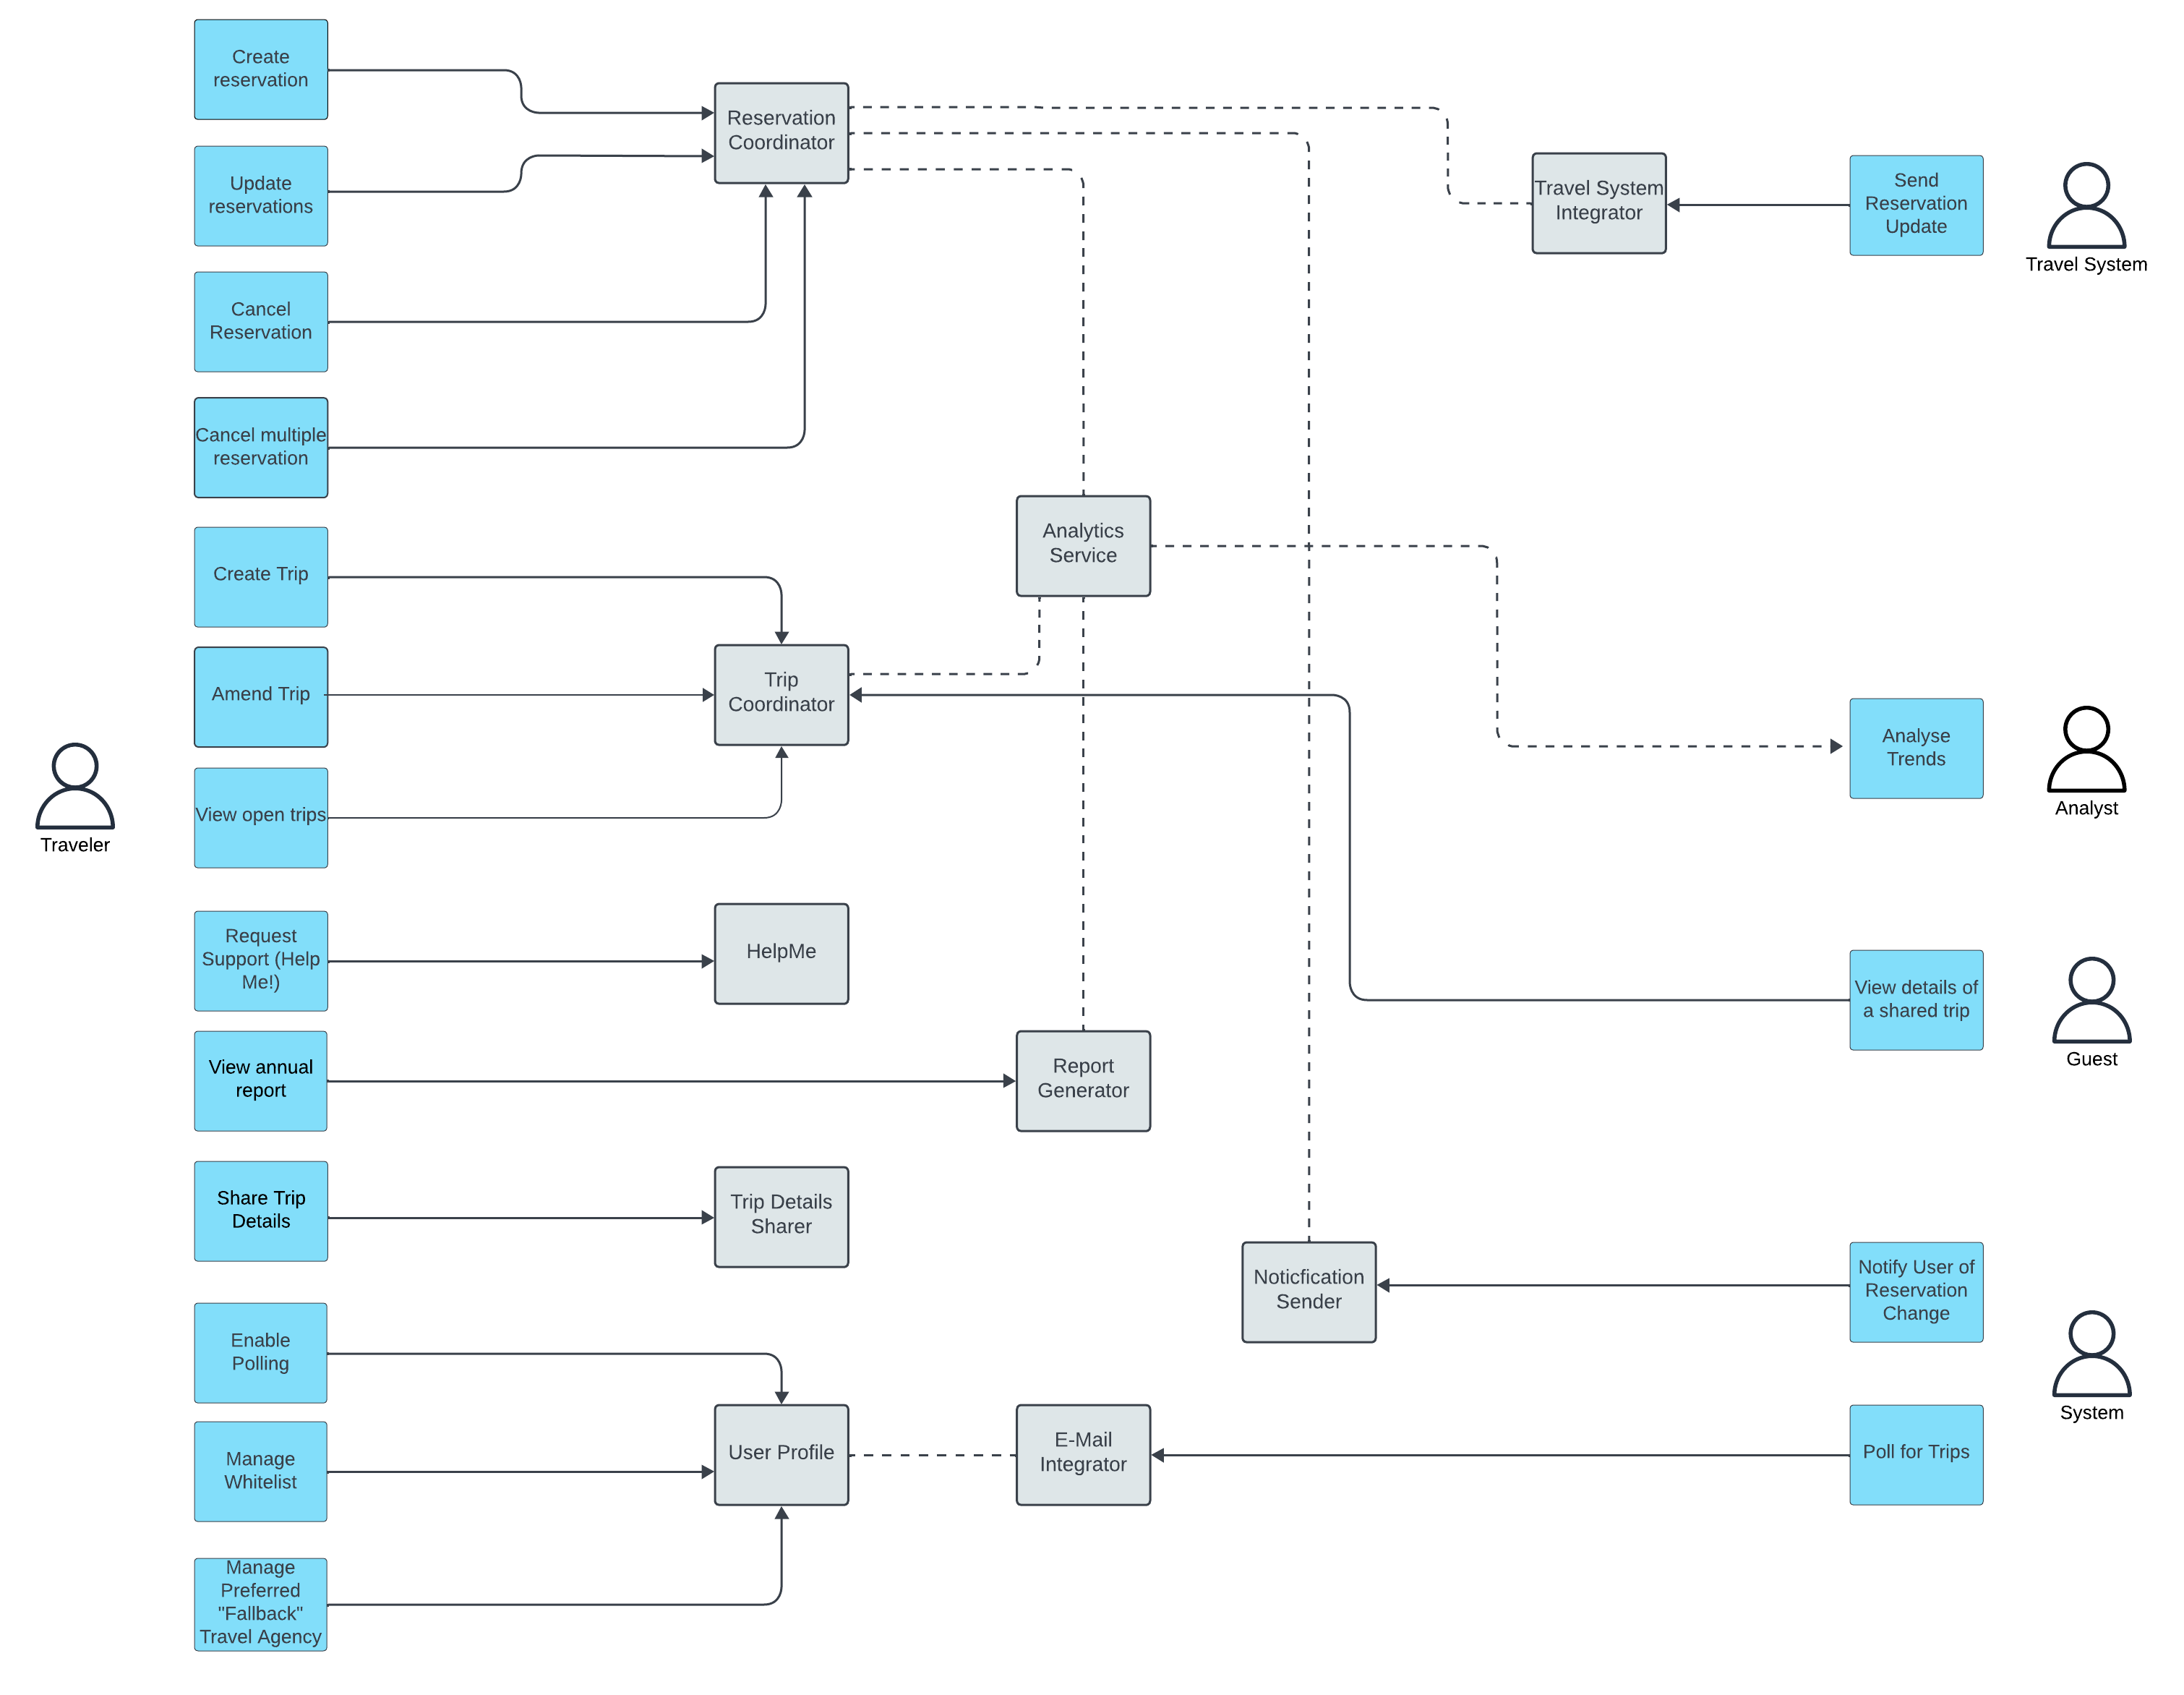 Create
reservation
Update
reservations
Cancel
Reservation
Cancel multiple
reservation
Create Trip
Amend Trip
View open trips
Traveler
Request
Support (Help
Me!)
View annual
report
Share Trip
Details
Enable
Polling
Manage
Whitelist
Manage
Preferred
"Fallback"
Travel Agency
Reservation
Coordinator
Trip
Coordinator
HelpMe
Trip Details
Sharer
User Profile
Analytics
Service
Report
Generator
E-Mail
Integrator
Noticfication
Sender
Travel System
Integrator
Send
Reservation
Update
Travel System
Analyse
Trends
Analyst
View details of
a shared trip
Guest
Notify User of
Reservation
Change
System
Poll for Trips